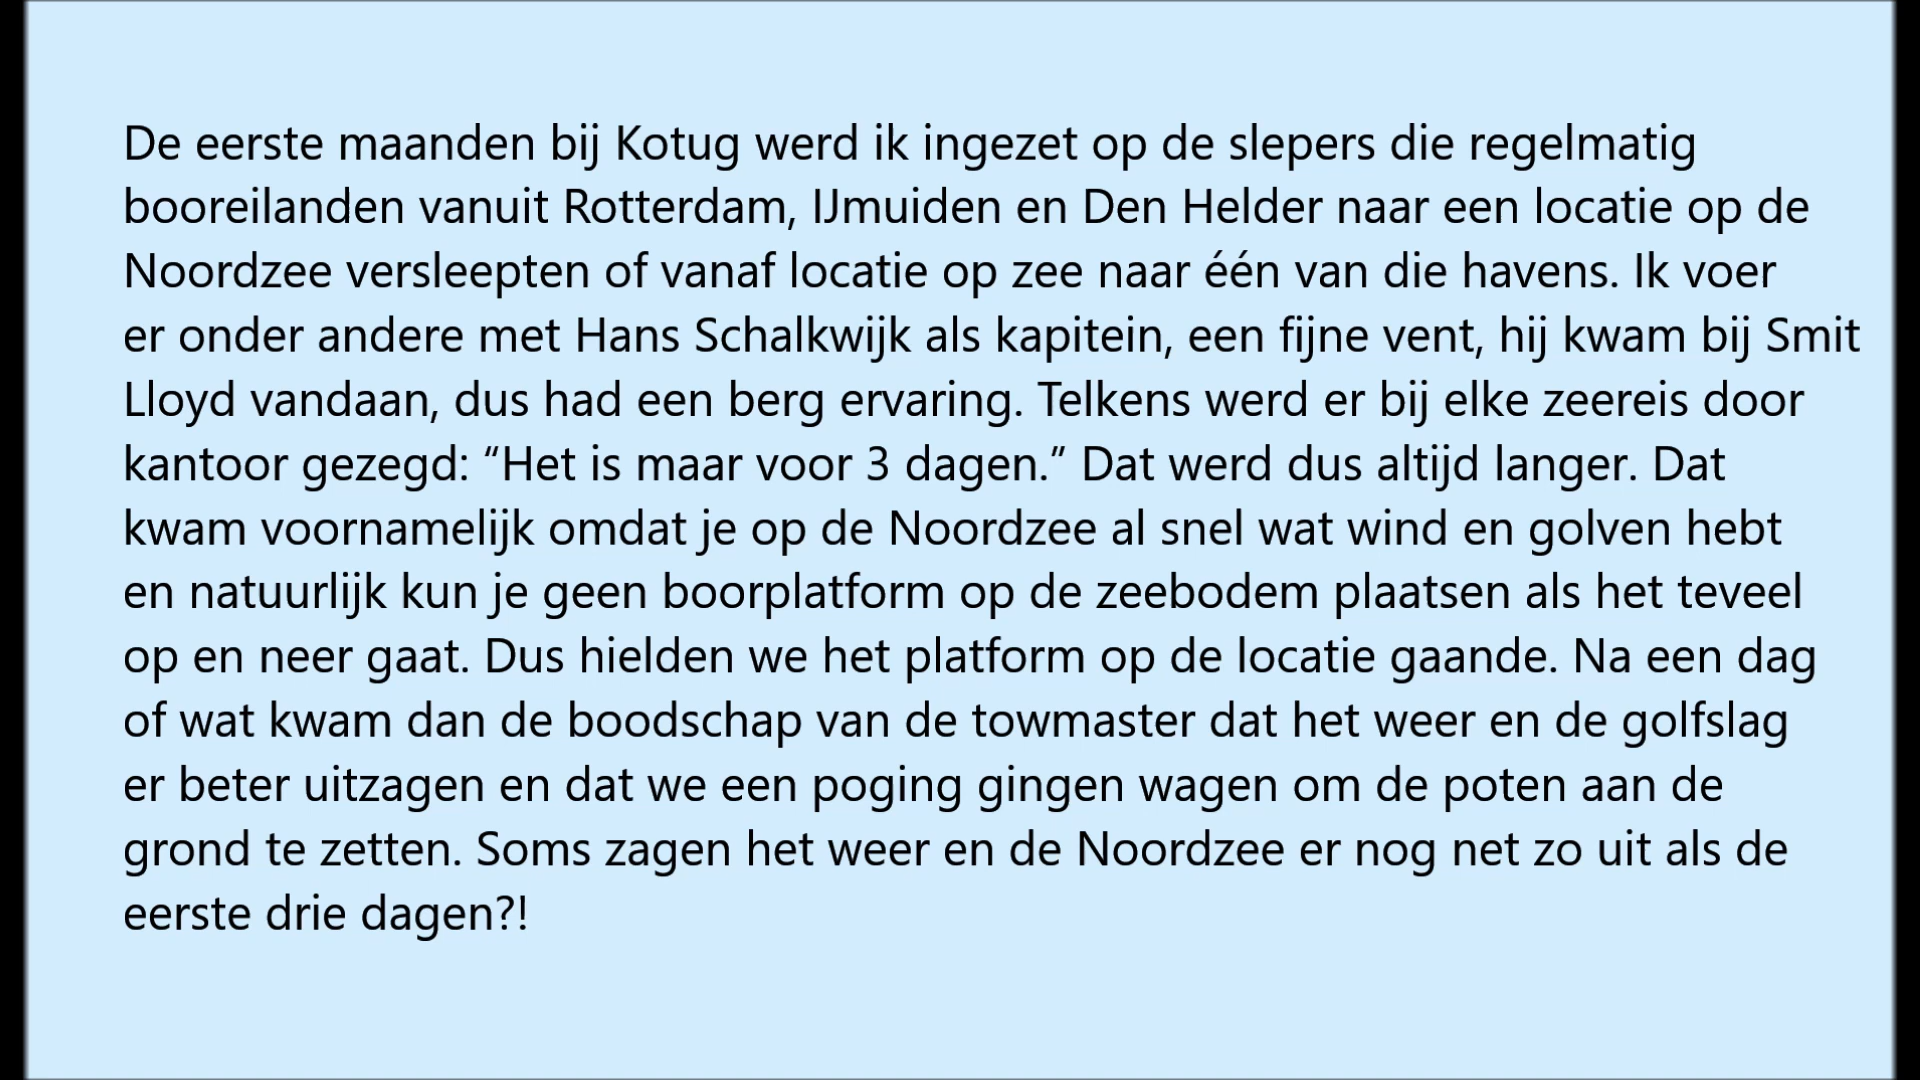 De eerste maanden bij Kotug werd ik ingezet op de slepers die regelmatig
booreilanden vanuit Rotterdam, IJmuiden en Den Helder naar een locatie op de
Noordzee versleepten of vanaf locatie op zee naar één van die havens. Ik voer
er onder andere met Hans Schalkwijk als kapitein, een fijne vent, hij kwam bij Smit
Lloyd vandaan, dus had een berg ervaring. Telkens werd er bij elke zeereis door
kantoor gezegd: “Het is maar voor 3 dagen.” Dat werd dus altijd langer. Dat
kwam voornamelijk omdat je op de Noordzee al snel wat wind en golven hebt
en natuurlijk kun je geen boorplatform op de zeebodem plaatsen als het teveel
op en neer gaat. Dus hielden we het platform op de locatie gaande. Na een dag
of wat kwam dan de boodschap van de towmaster dat het weer en de golfslag
er beter uitzagen en dat we een poging gingen wagen om de poten aan de
grond te zetten. Soms zagen het weer en de Noordzee er nog net zo uit als de
eerste drie dagen?!